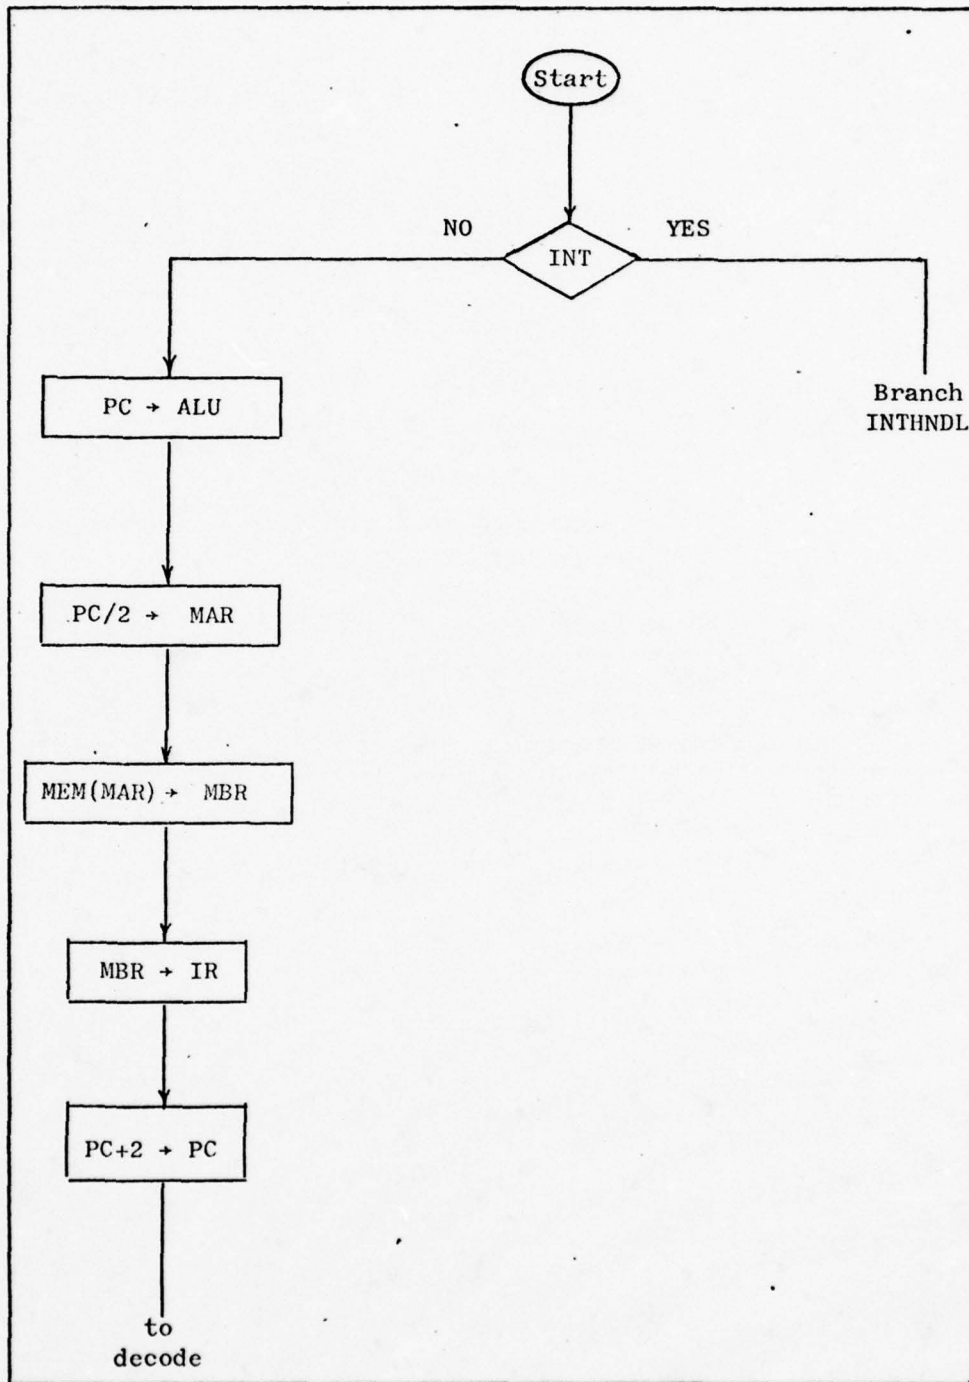 Start
NO
YES
INT
PC → ALU
Branch
INTHNDL
PC/2 → MAR
MEM(MAR) → MBR
MBR → IR
PC+2 → PC
to
decode